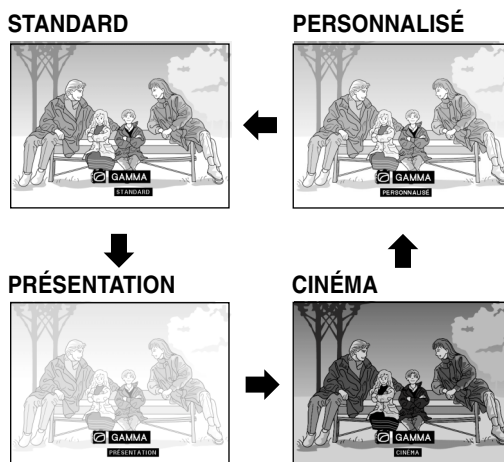 STANDARD
GAMMA
STANDARD
PERSONNALISÉ
GAMMA
PERSONNALISÉ
PRÉSENTATION
GAMMA
PRÉSENTATION
CINÉMA
GAMMA
CINÉMA